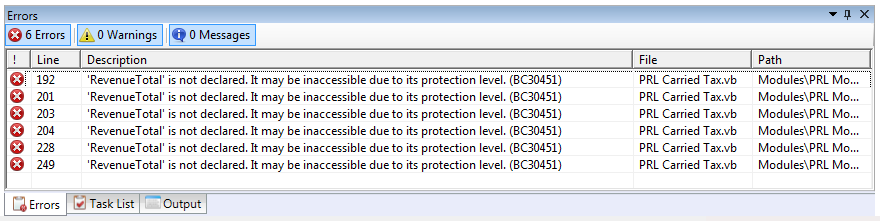 Errors
6 Errors 0 Warnings 0 Messages
! Line Description File Path
192 'RevenueTotal' is not declared. It may be inaccessible due to its protection level. (BC30451) PRL Carried Tax.vb Modules\PRL Mo...
201 'RevenueTotal' is not declared. It may be inaccessible due to its protection level. (BC30451) PRL Carried Tax.vb Modules\PRL Mo...
203 'RevenueTotal' is not declared. It may be inaccessible due to its protection level. (BC30451) PRL Carried Tax.vb Modules\PRL Mo...
204 'RevenueTotal' is not declared. It may be inaccessible due to its protection level. (BC30451) PRL Carried Tax.vb Modules\PRL Mo...
228 'RevenueTotal' is not declared. It may be inaccessible due to its protection level. (BC30451) PRL Carried Tax.vb Modules\PRL Mo...
249 'RevenueTotal' is not declared. It may be inaccessible due to its protection level. (BC30451) PRL Carried Tax.vb Modules\PRL Mo...
Errors Task List Output